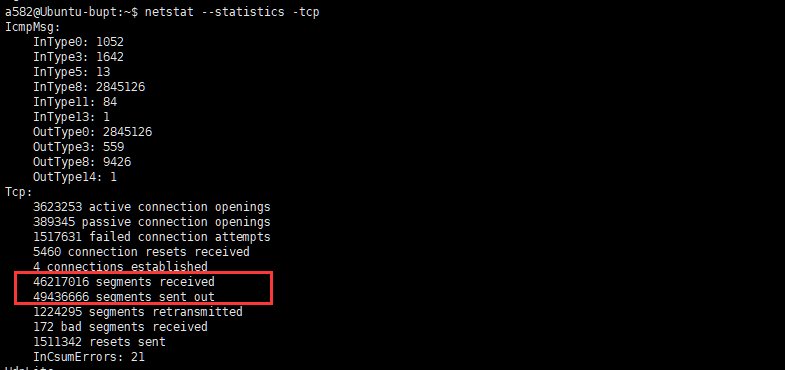 a582@Ubuntu-bupt:~$ netstat --statistics -tcp
IcmpMsg:
InType0: 1052
InType3: 1642
InType5: 13
InType8: 2845126
InType11: 84
InType13: 1
OutType0: 2845126
OutType3: 559
OutType8: 9426
OutType14: 1
Tcp:
3623253 active connection openings
389345 passive connection openings
1517631 failed connection attempts
5460 connection resets received
4 connections established
46217016 segments received
49436666 segments sent out
1224295 segments retransmitted
172 bad segments received
1511342 resets sent
InCsumErrors: 21